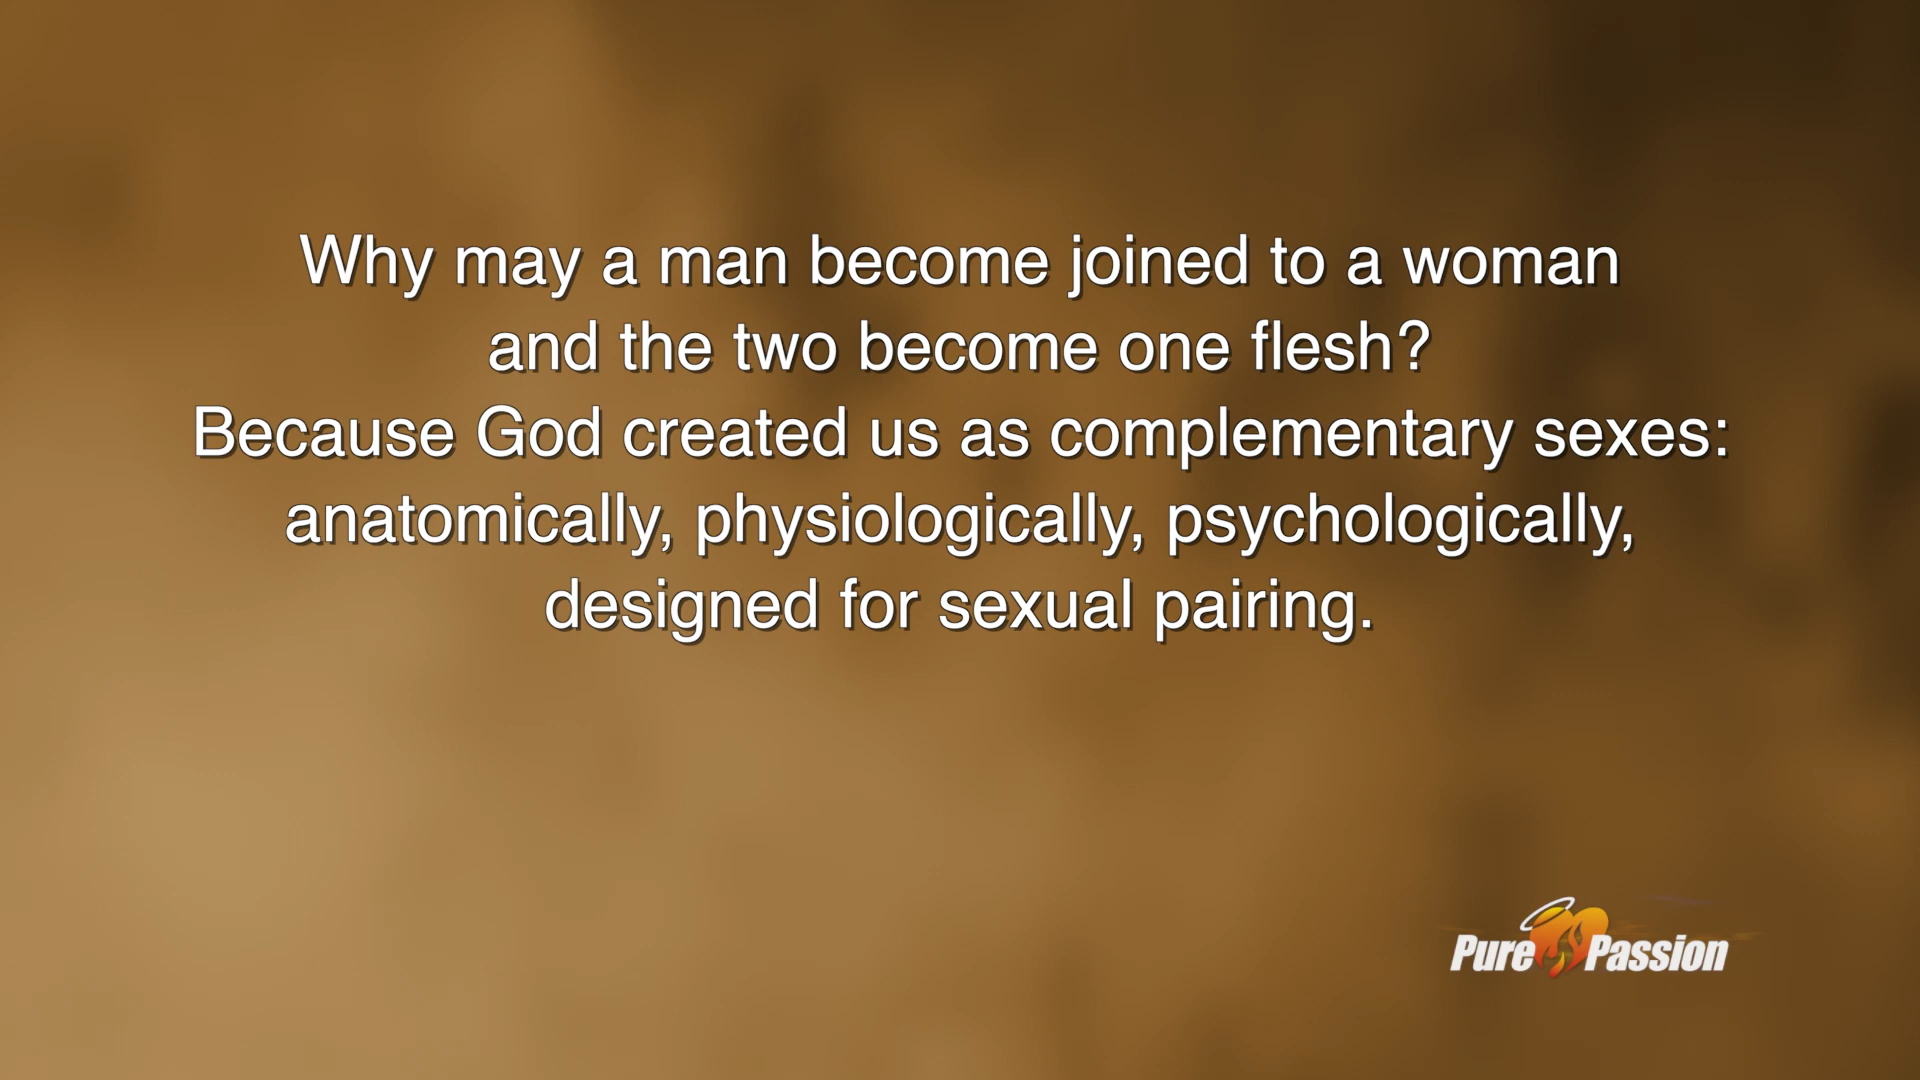 Why may a man become joined to a woman
and the two become one flesh?
Because God created us as complementary sexes:
anatomically, physiologically, psychologically,
designed for sexual pairing.
Pure Passion